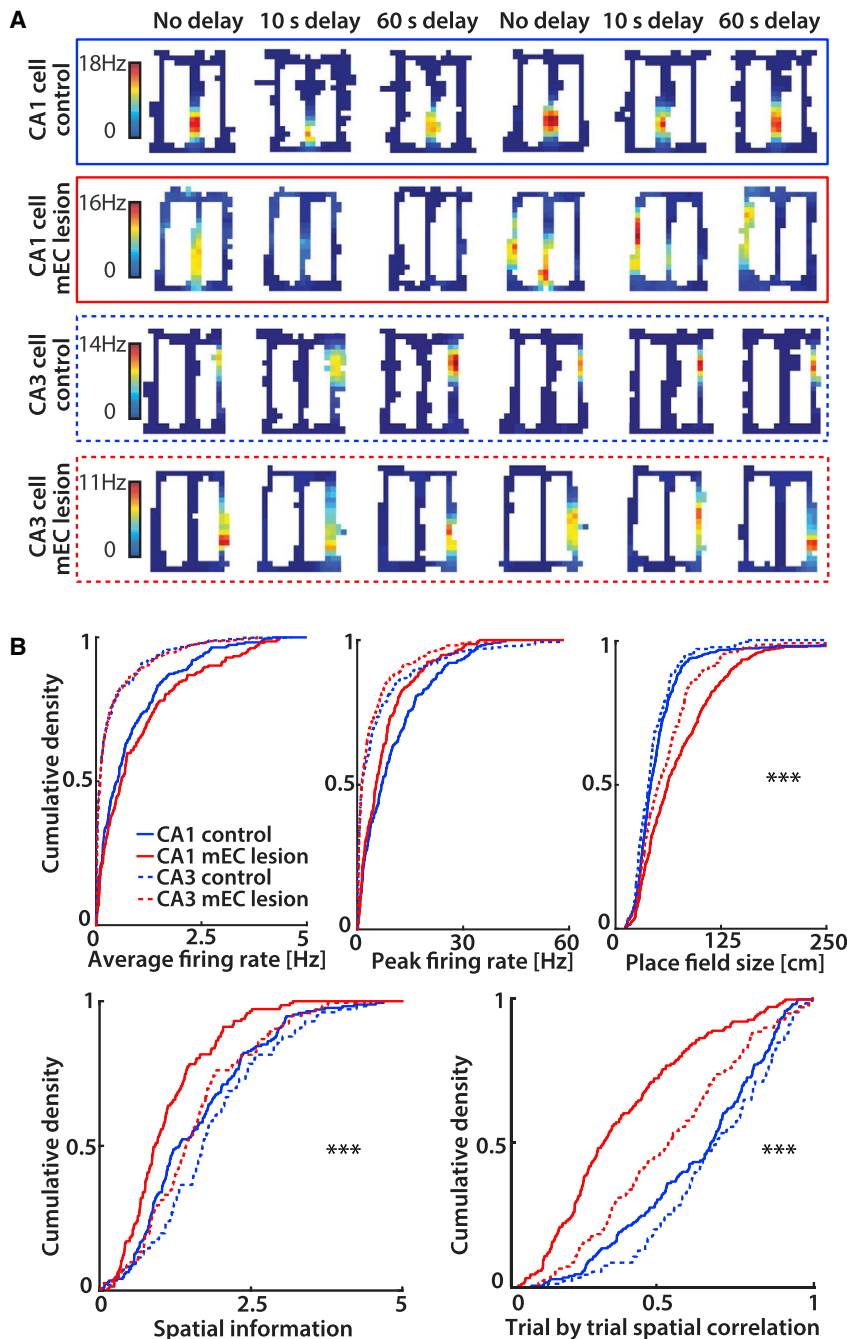 A
No delay 10 s delay 60 s delay No delay 10 s delay 60 s delay
CA1 cell
control
18Hz
0
CA1 cell
mEC lesion
16Hz
0
CA3 cell
control
14Hz
0
CA3 cell
mEC lesion
11Hz
0
B
Cumulative density
1
0.5
0
0 2.5 5
Average firing rate [Hz]
CA1 control
CA1 mEC lesion
CA3 control
CA3 mEC lesion
1
0.5
0
0 30 60
Peak firing rate [Hz]
1
0.5
0
0 125 250
Place field size [cm]
***
Cumulative density
1
0.5
0
0 2.5 5
Spatial information
***
Cumulative density
1
0.5
0
0 0.5 1
Trial by trial spatial correlation
***